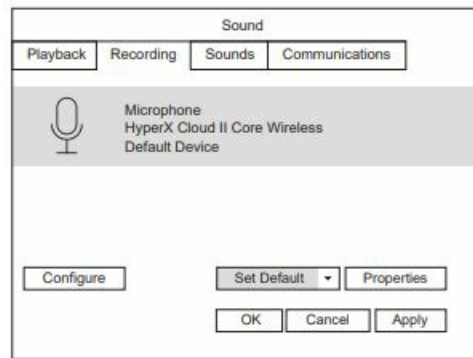 Sound
Playback Recording Sounds Communications
Microphone
HyperX Cloud II Core Wireless
Default Device
Configure Set Default Properties
OK Cancel Apply